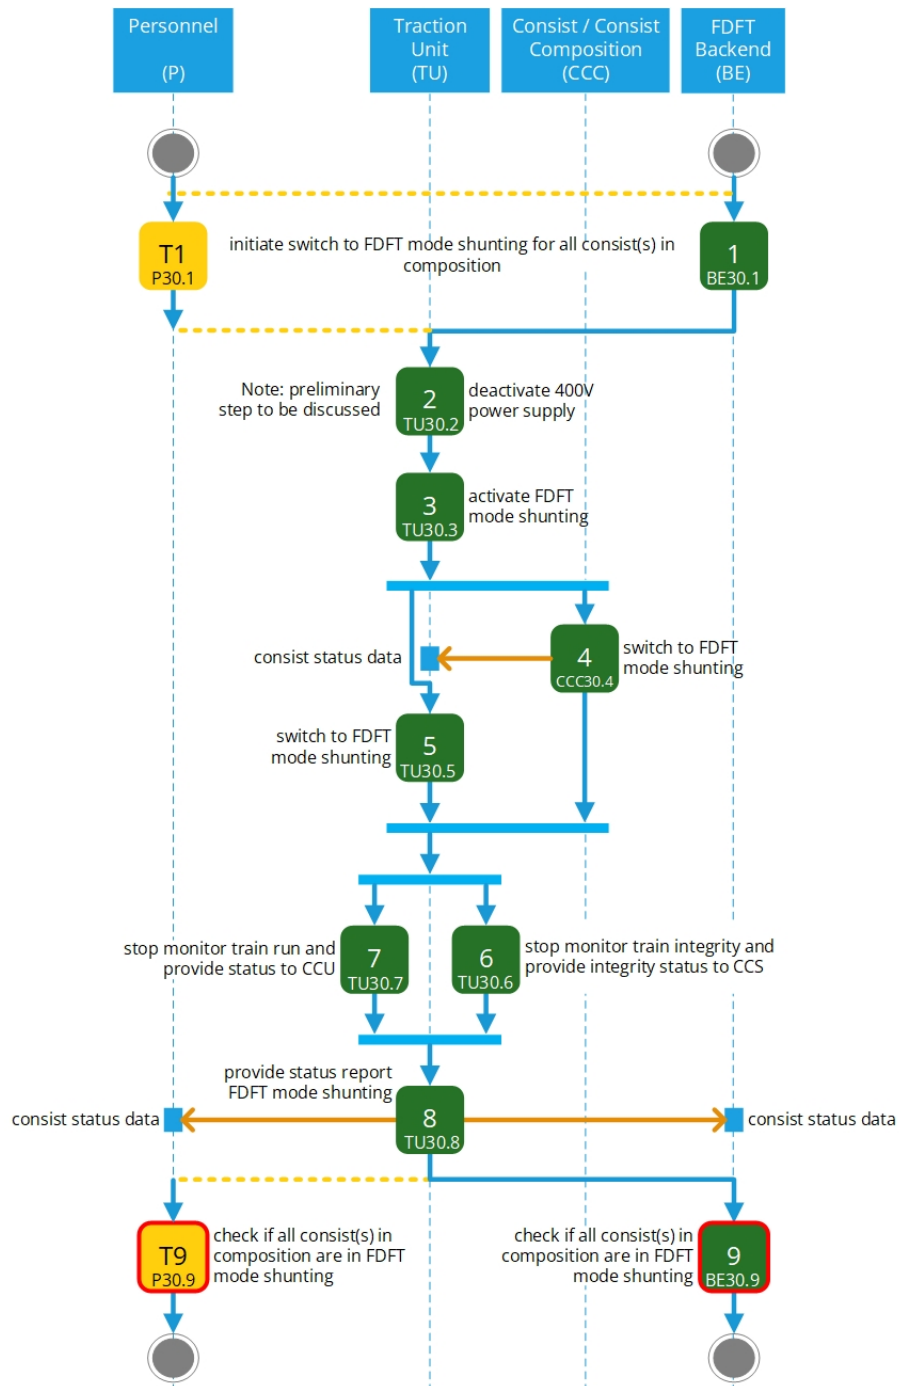 Personnel
(P)
Traction
Unit
(TU)
Consist / Consist
Composition
(CCC)
FDFT
Backend
(BE)
T1
P30.1
initiate switch to FDFT mode shunting for all consist(s) in
composition
1
BE30.1
Note: preliminary
step to be discussed
2
TU30.2
deactivate 400V
power supply
3
TU30.3
activate FDFT
mode shunting
consist status data
4
CCC30.4
switch to FDFT
mode shunting
switch to FDFT
mode shunting
5
TU30.5
stop monitor train run and
provide status to CCU
7
TU30.7
6
TU30.6
stop monitor train integrity and
provide integrity status to CCS
provide status report
FDFT mode shunting
consist status data
8
TU30.8
consist status data
T9
P30.9
check if all consist(s) in
composition are in FDFT
mode shunting
check if all consist(s) in
composition are in FDFT
mode shunting
9
BE30.9